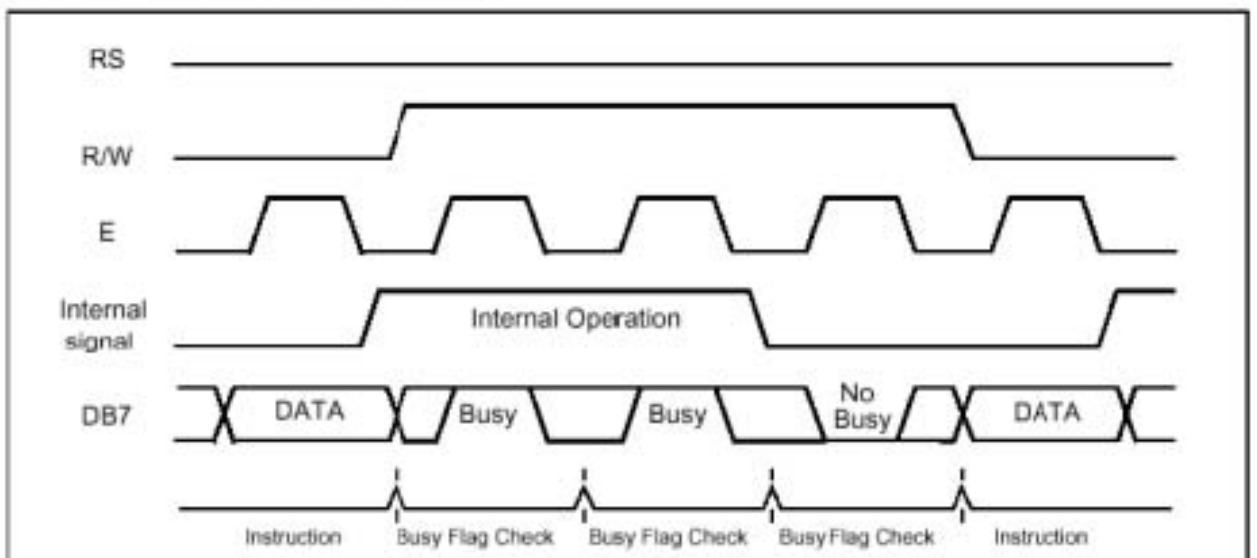 RS
R/W
E
Internal signal
Internal Operation
DB7
DATA
Busy
Busy
No Busy
DATA
Instruction
Busy Flag Check
Busy Flag Check
Busy Flag Check
Instruction